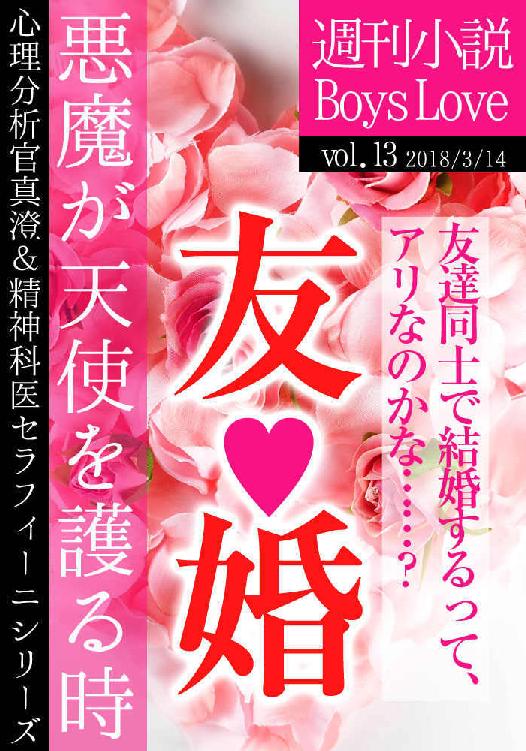 週刊小説
Boys Love
vol. 13 2018/3/14
友達同士で結婚するって、
アリなのかな……?
友♥婚
悪魔が天使を護る時
心理分析官真澄&精神科医セラフィーニシリーズ